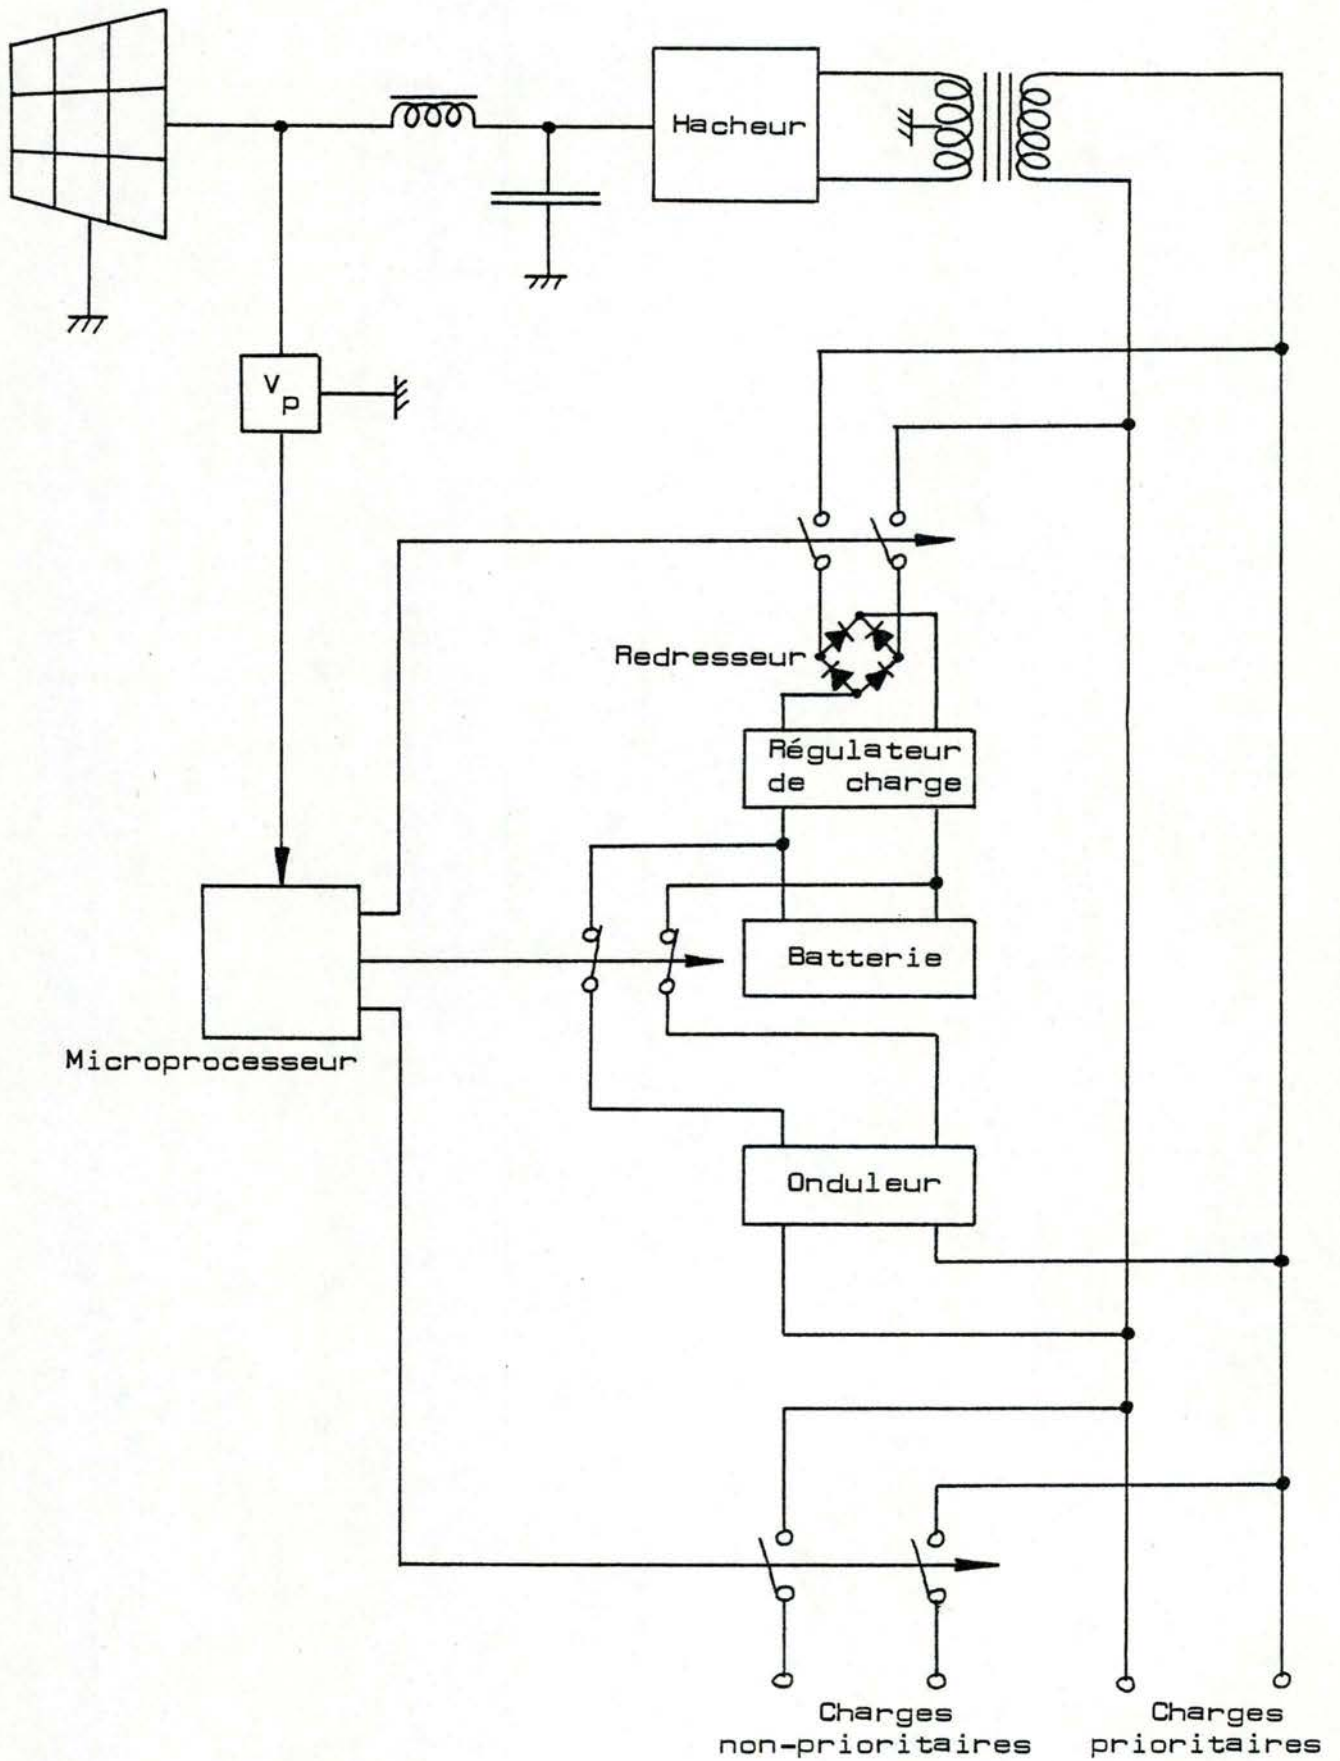 Hacheur
V
p
Redresseur
Régulateur
de charge
Batterie
Microprocesseur
Onduleur
Charges
non-prioritaires
Charges
prioritaires